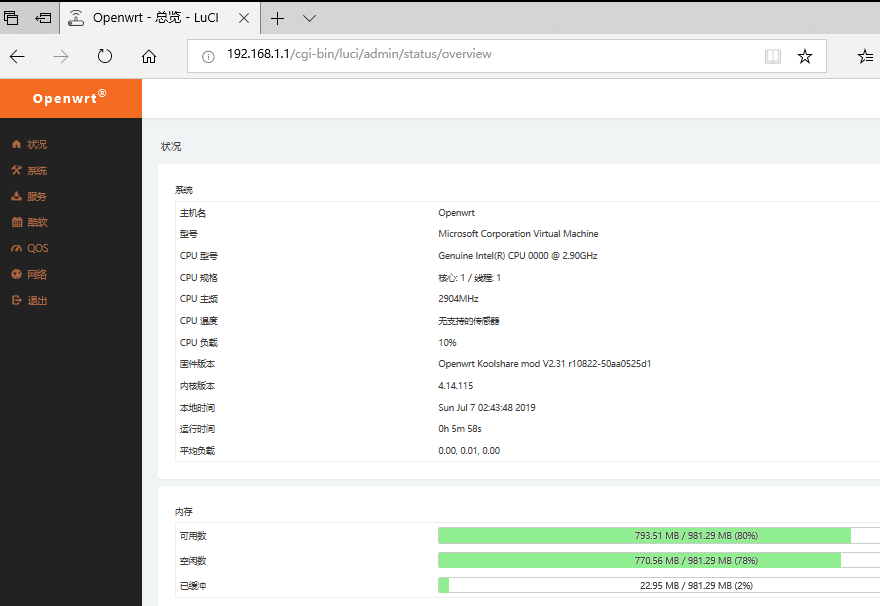 Openwrt - 总览 - LuCI
192.168.1.1/cgi-bin/luci/admin/status/overview
Openwrt®
状况
系统
服务
酷软
QOS
网络
退出
状况
系统
主机名 Openwrt
型号 Microsoft Corporation Virtual Machine
CPU 型号 Genuine Intel(R) CPU 0000 @ 2.90GHz
CPU 规格 核心: 1 / 线程: 1
CPU 主频 2904MHz
CPU 温度 无支持的传感器
CPU 负载 10%
固件版本 Openwrt Koolshare mod V2.31 r10822-50aa0525d1
内核版本 4.14.115
本地时间 Sun Jul 7 02:43:48 2019
运行时间 0h 5m 58s
平均负载 0.00, 0.01, 0.00
内存
可用数 793.51 MB / 981.29 MB (80%)
空闲数 770.56 MB / 981.29 MB (78%)
已缓冲 22.95 MB / 981.29 MB (2%)